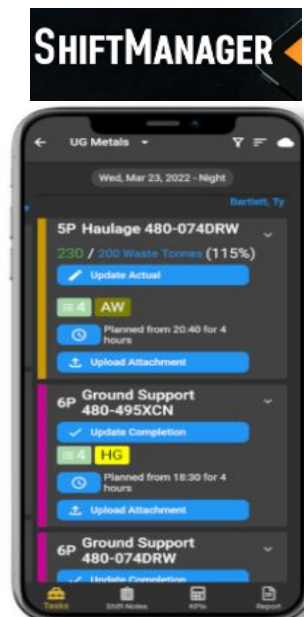 SHIFTMANAGER
UG Metals
Wed, Mar 23, 2022 - Night
Bartlett, Ty
5P Haulage 480-074DRW
230 / 200 Waste Tonnes (115%)
Update Actual
4 AW
Planned from 20:40 for 4
hours
Upload Attachment
6P Ground Support
480-495XCN
Update Completion
4 HG
Planned from 18:30 for 4
hours
Upload Attachment
6P Ground Support
480-074DRW
Update Completion
Tasks Shift Notes KPIs Report